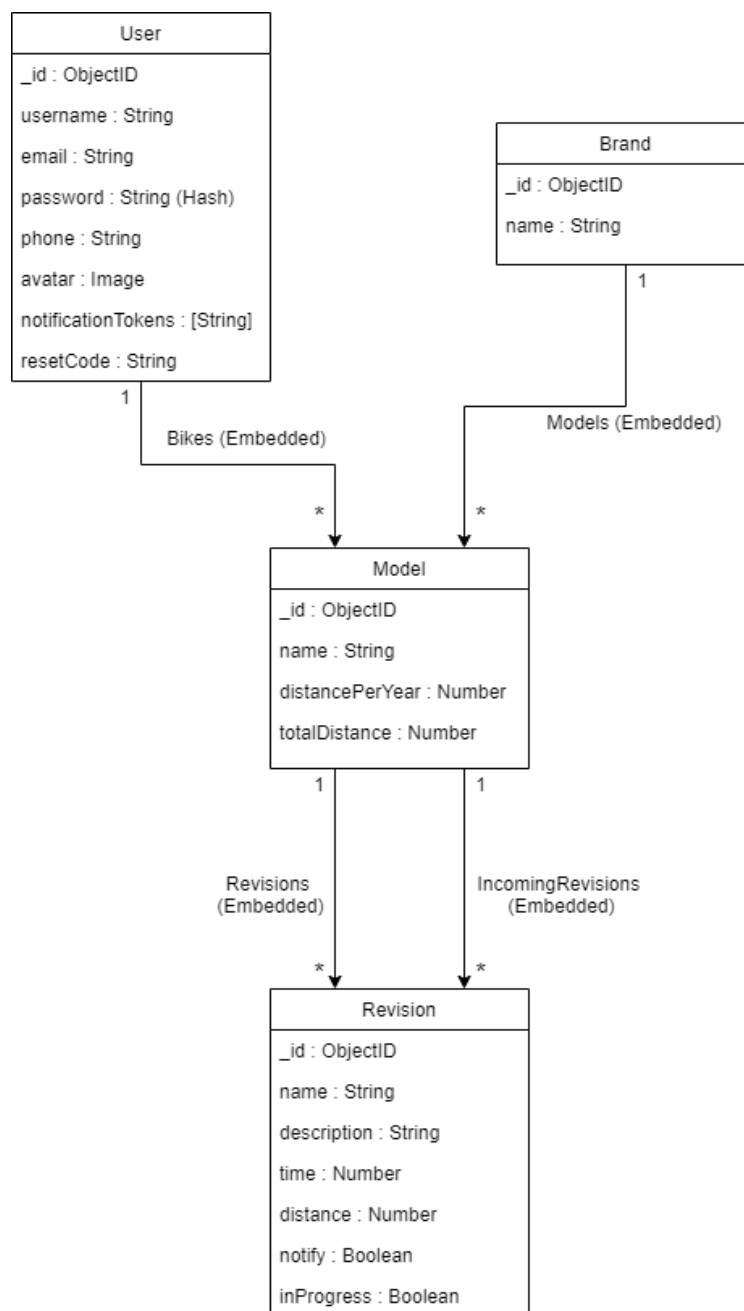 User
_id : ObjectID
username : String
email : String
password : String (Hash)
phone : String
avatar : Image
notificationTokens : [String]
resetCode : String
Brand
_id : ObjectID
name : String
1
1
Bikes (Embedded)
Models (Embedded)
*
*
Model
_id : ObjectID
name : String
distancePerYear : Number
totalDistance : Number
1
1
Revisions
(Embedded)
IncomingRevisions
(Embedded)
*
*
Revision
_id : ObjectID
name : String
description : String
time : Number
distance : Number
notify : Boolean
inProgress : Boolean